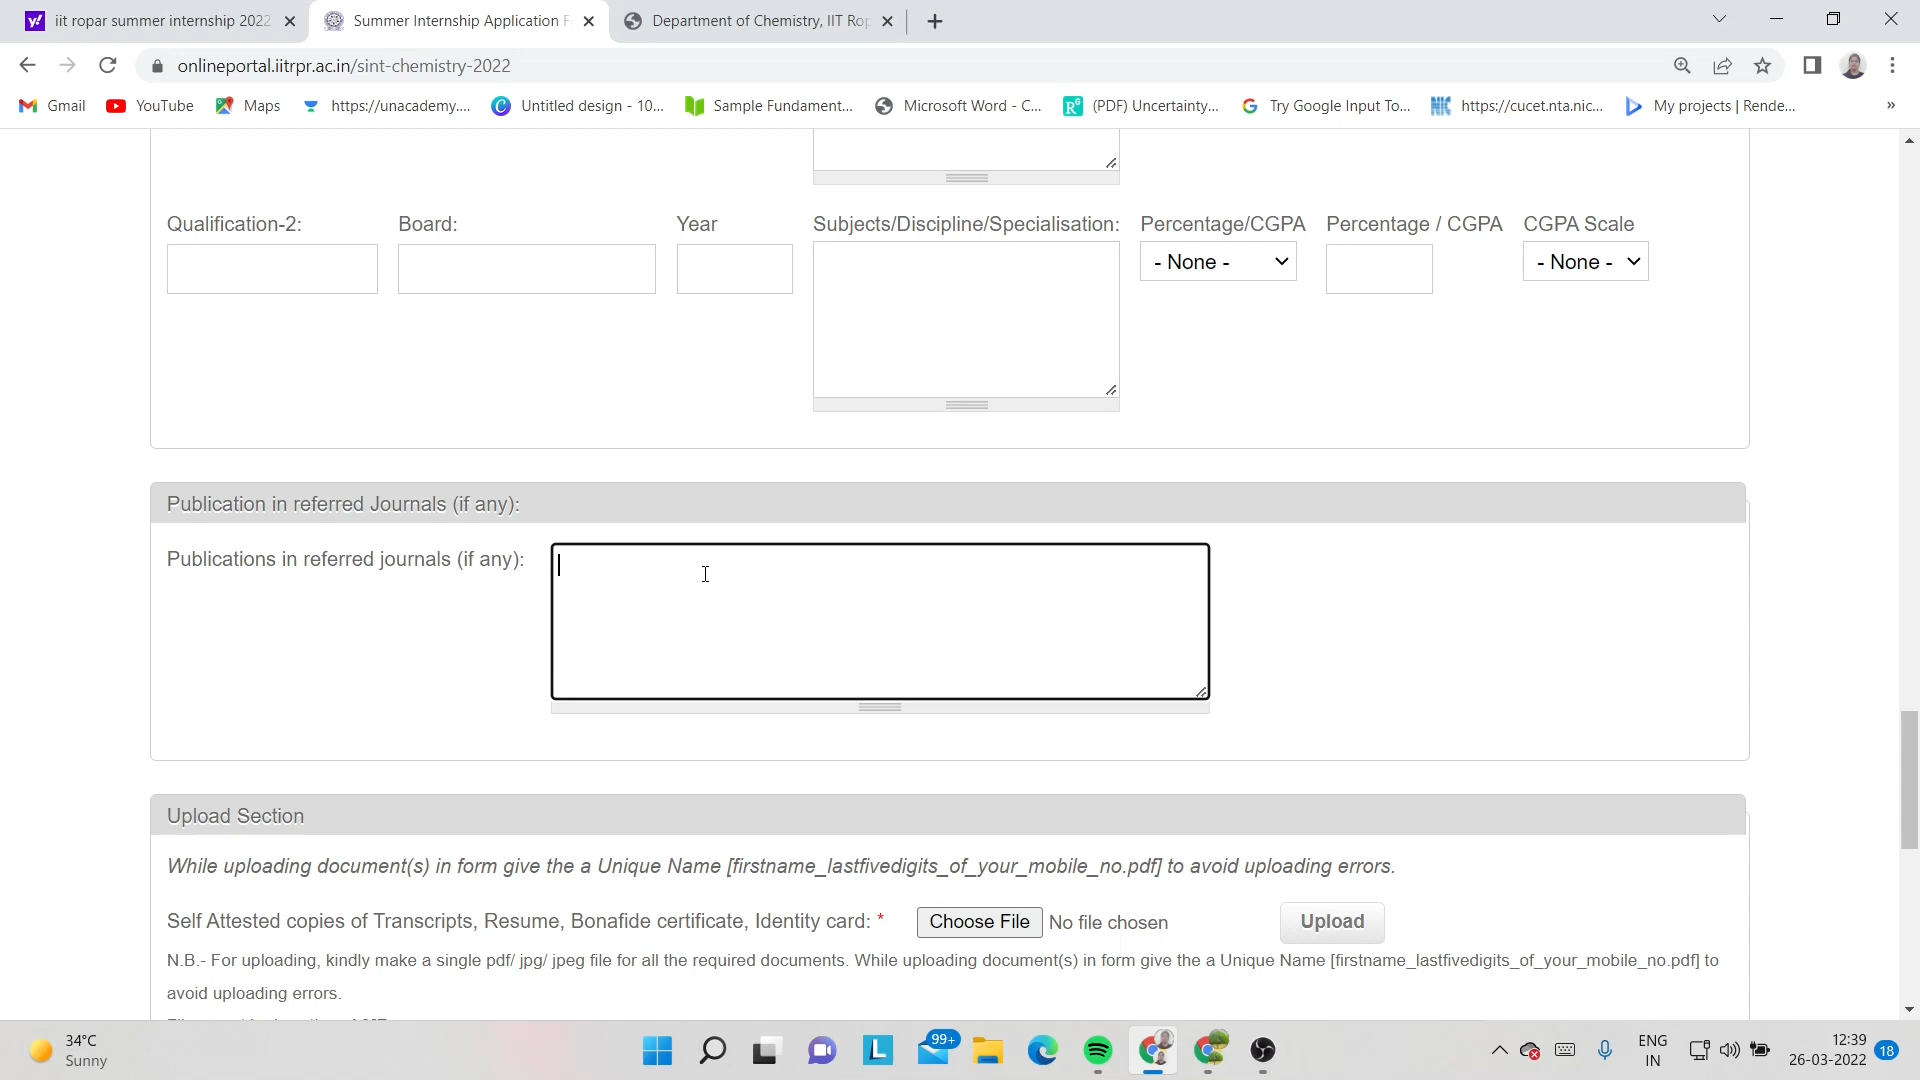 iit ropar summer internship 2022
Summer Internship Application F
Department of Chemistry, IIT Rop
onlineportal.iitrpr.ac.in/sint-chemistry-2022
Gmail
YouTube
Maps
https://unacademy....
Untitled design - 10...
Sample Fundament...
Microsoft Word - C...
(PDF) Uncertainty...
Try Google Input To...
https://cucet.nta.nic...
My projects | Rende...
»
Qualification-2:
Board:
Year
Subjects/Discipline/Specialisation:
Percentage/CGPA
Percentage / CGPA
CGPA Scale
- None -
- None -
Publication in referred Journals (if any):
Publications in referred journals (if any):
Upload Section
While uploading document(s) in form give the a Unique Name [firstname_lastfivedigits_of_your_mobile_no.pdf] to avoid uploading errors.
Self Attested copies of Transcripts, Resume, Bonafide certificate, Identity card: *
Choose File No file chosen
Upload
N.B.- For uploading, kindly make a single pdf/ jpg/ jpeg file for all the required documents. While uploading document(s) in form give the a Unique Name [firstname_lastfivedigits_of_your_mobile_no.pdf] to
avoid uploading errors.
34°C
Sunny
99+
ENG
IN
12:39
26-03-2022
18